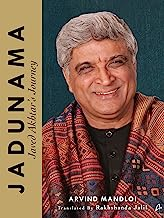 JADUNAMA
Javed Akhtar's Journey
ARVIND MANDLOI
Translated By Rakhshanda Jalil